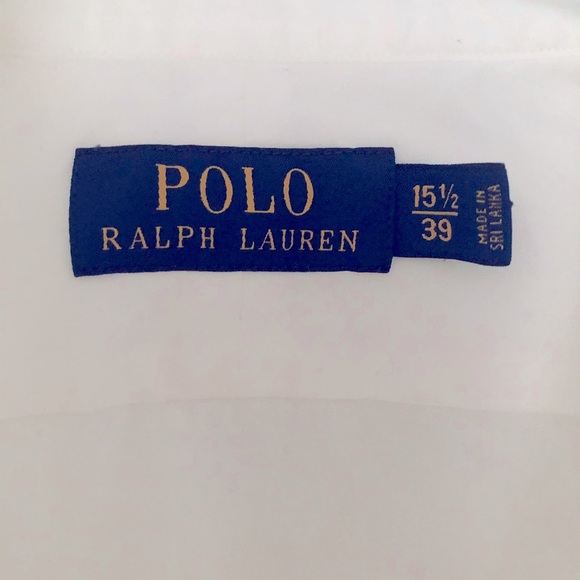 POLO
RALPH LAUREN
15½
39
MADE IN
SRI LANKA